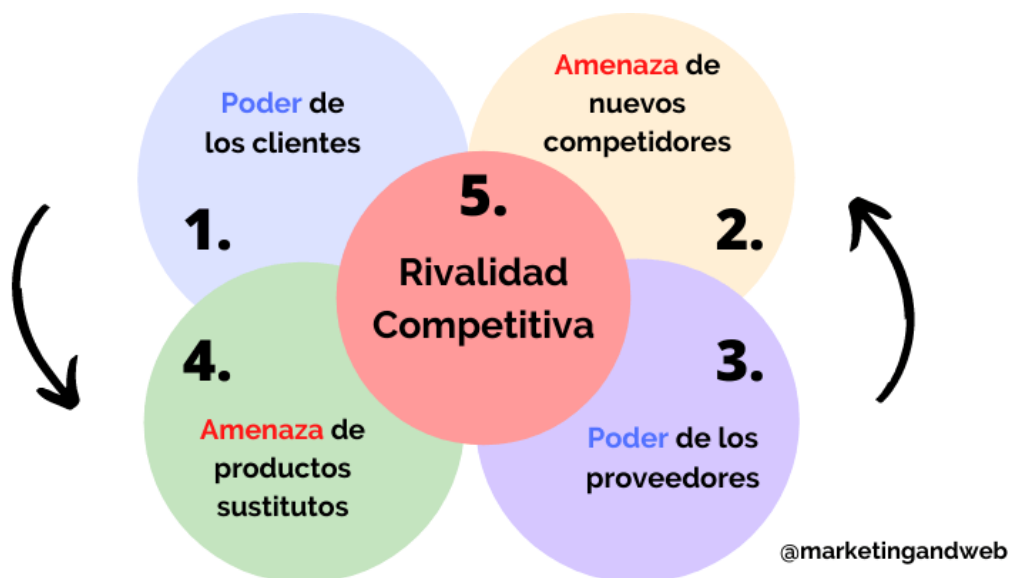 Poder de
los clientes
1.
Amenaza de
nuevos
competidores
2.
5.
Rivalidad
Competitiva
4.
Amenaza de
productos
sustitutos
3.
Poder de los
proveedores
@marketingandweb